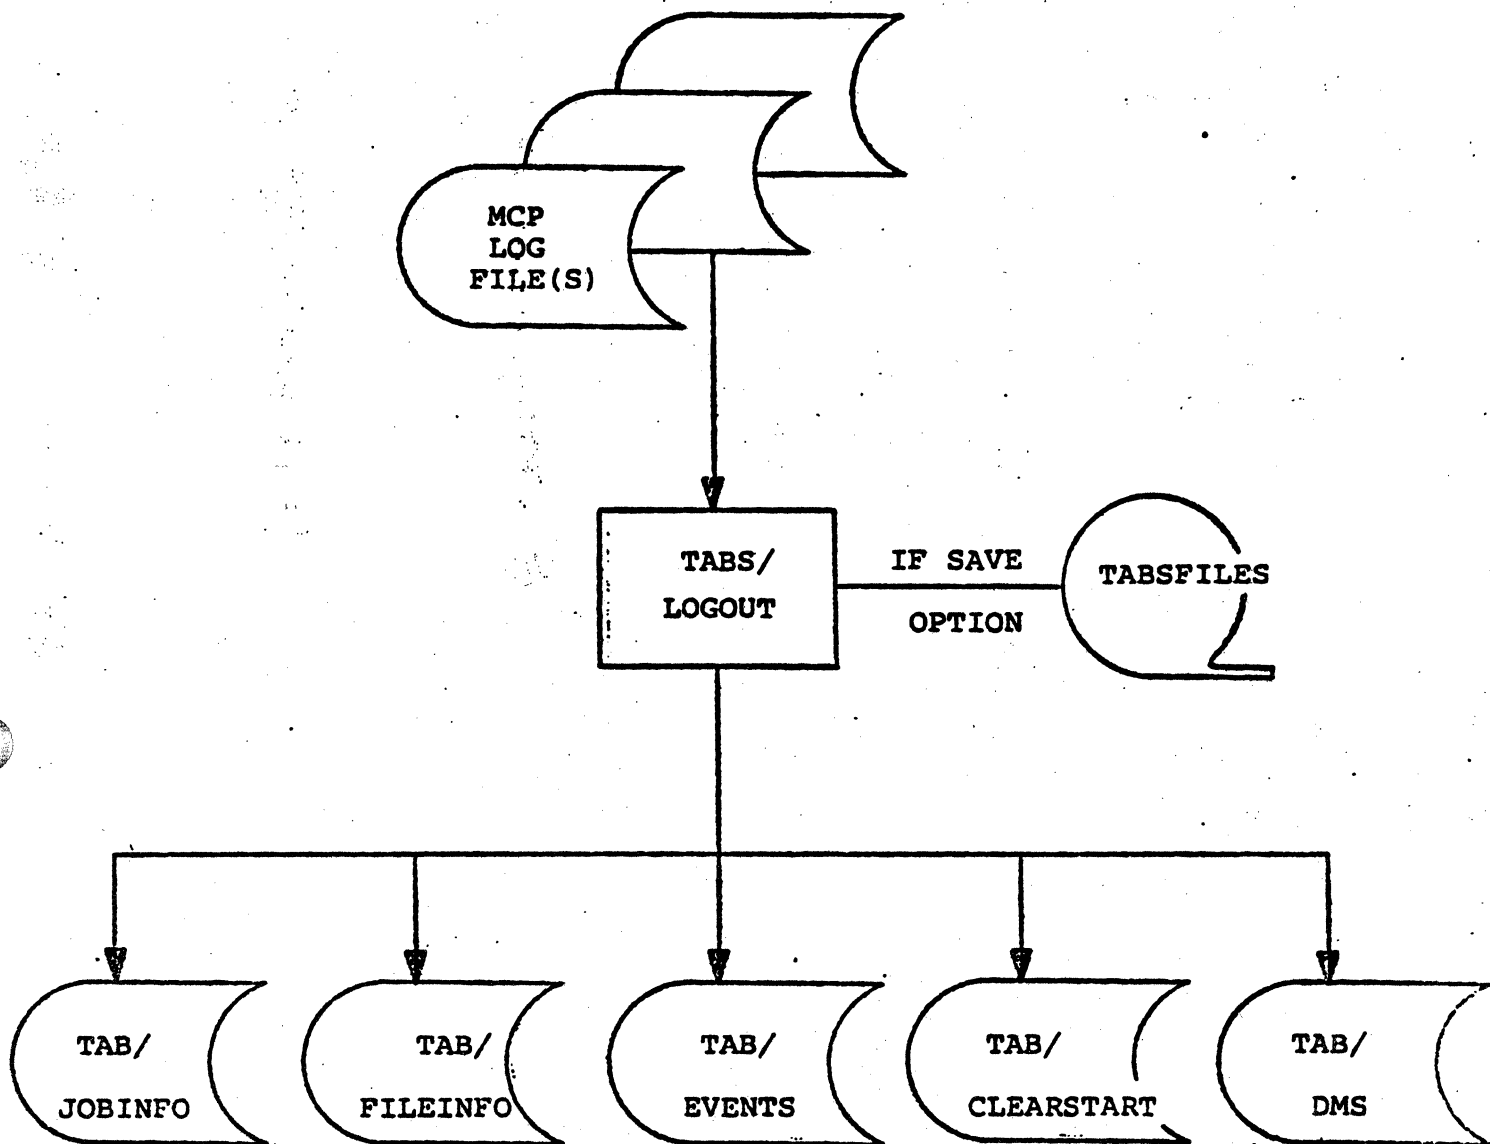 MCP
LOG
FILE(S)
TABS/
LOGOUT
IF SAVE
OPTION
TABSFILES
TAB/
JOBINFO
TAB/
FILEINFO
TAB/
EVENTS
TAB/
CLEARSTART
TAB/
DMS